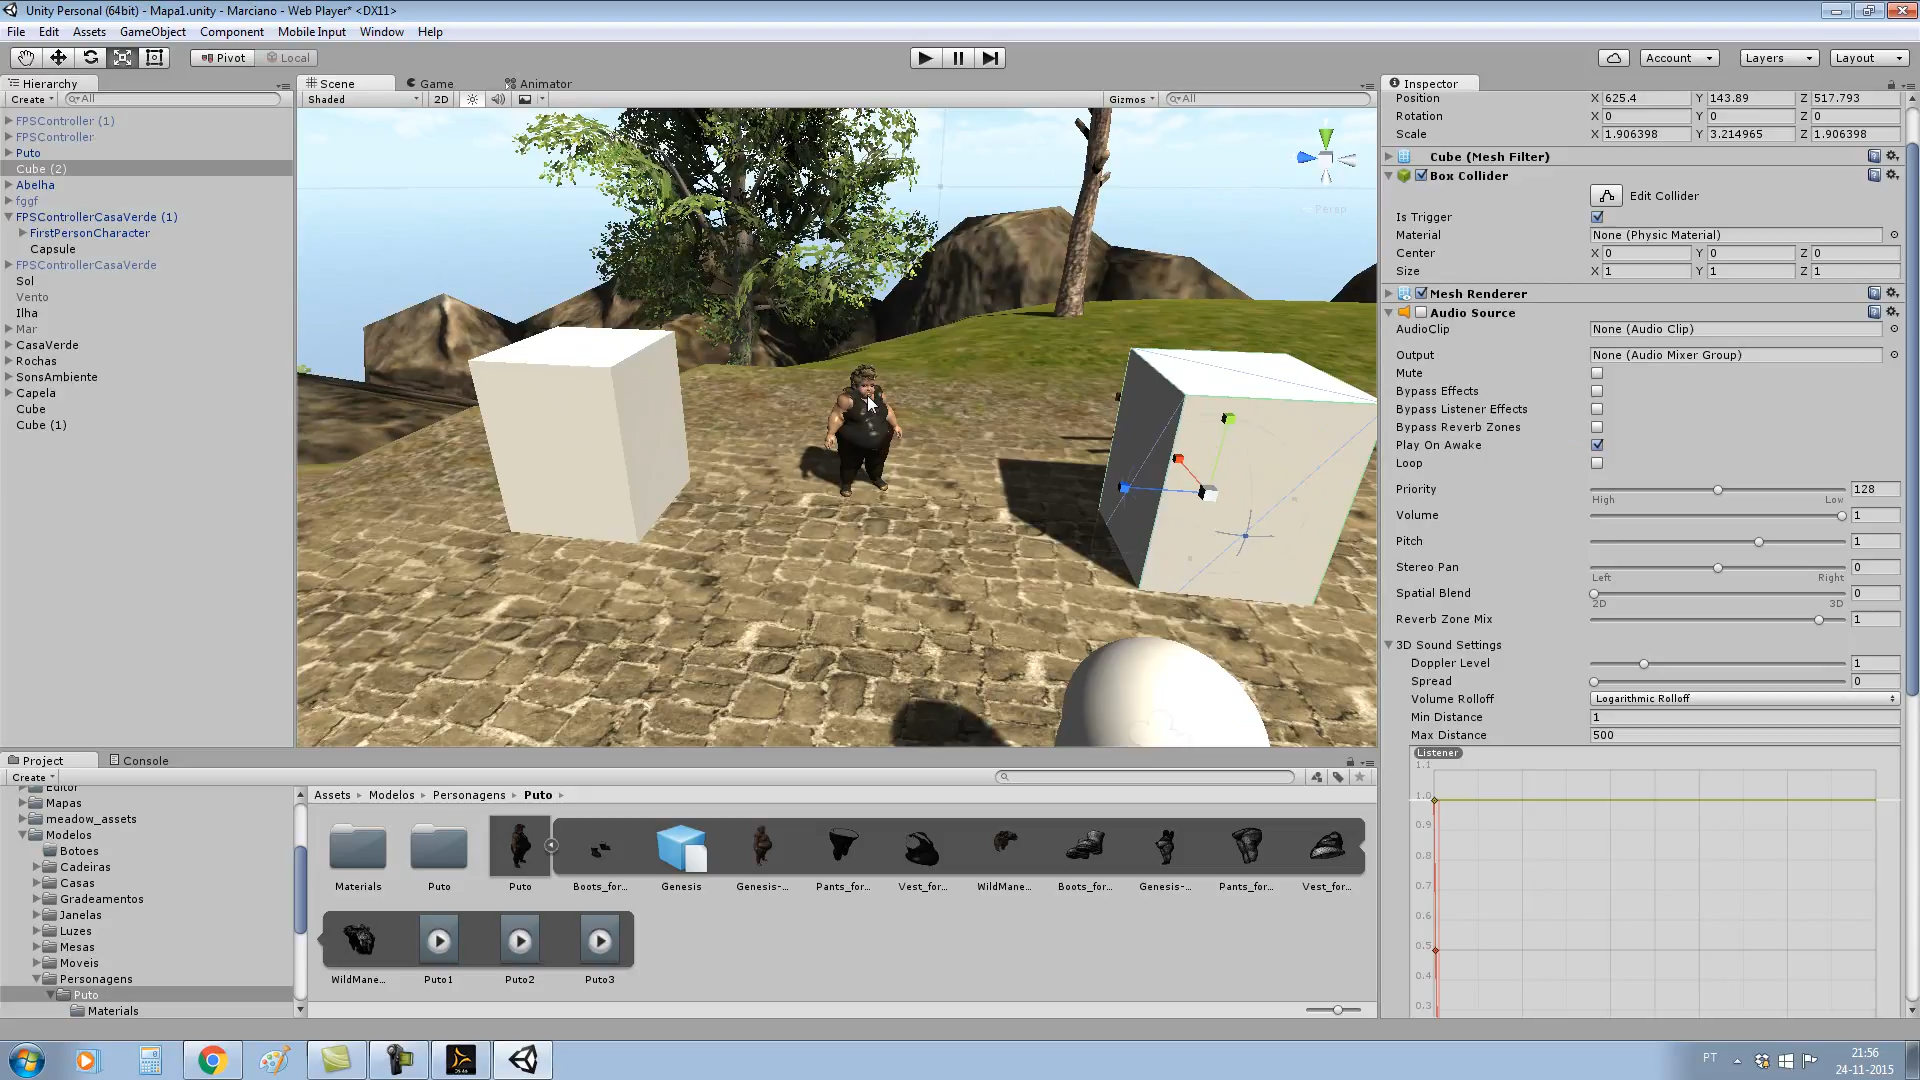 Unity Personal (64bit) - Mapa1.unity - Marciano - Web Player* <DX11>
File Edit Assets GameObject Component Mobile Input Window Help
Pivot Local Account Layers Layout
Hierarchy
Create All
FPSController (1)
FPSController
Puto
Cube (2)
Abelha
fggf
FPSControllerCasaVerde (1)
FirstPersonCharacter
Capsule
FPSControllerCasaVerde
Sol
Vento
Ilha
Mar
CasaVerde
Rochas
SonsAmbiente
Capela
Cube
Cube (1)
Scene Game Animator
Shaded 2D Gizmos All
Persp
Inspector
Position X 625.4 Y 143.89 Z 517.793
Rotation X 0 Y 0 Z 0
Scale X 1.906398 Y 3.214965 Z 1.906398
Cube (Mesh Filter)
Box Collider
Edit Collider
Is Trigger
Material None (Physic Material)
Center X 0 Y 0 Z 0
Size X 1 Y 1 Z 1
Mesh Renderer
Audio Source
AudioClip None (Audio Clip)
Output None (Audio Mixer Group)
Mute
Bypass Effects
Bypass Listener Effects
Bypass Reverb Zones
Play On Awake
Loop
Priority 128
High Low
Volume 1
Pitch 1
Stereo Pan 0
Left Right
Spatial Blend 0
2D 3D
Reverb Zone Mix 1
3D Sound Settings
Doppler Level 1
Spread 0
Volume Rolloff Logarithmic Rolloff
Min Distance 1
Max Distance 500
Listener
1.1
1.0
0.9
0.8
0.7
0.6
0.5
0.4
0.3
Project Console
Create
Editor
Mapas
meadow_assets
Modelos
Botoes
Cadeiras
Casas
Gradeamentos
Janelas
Luzes
Mesas
Moveis
Personagens
Puto
Materials
Assets Modelos Personagens Puto
Materials Puto Puto Boots_for... Genesis Genesis-... Pants_for... Vest_for... WildMane... Boots_for... Genesis-... Pants_for... Vest_for...
WildMane... Puto1 Puto2 Puto3
PT
21:56
24-11-2015